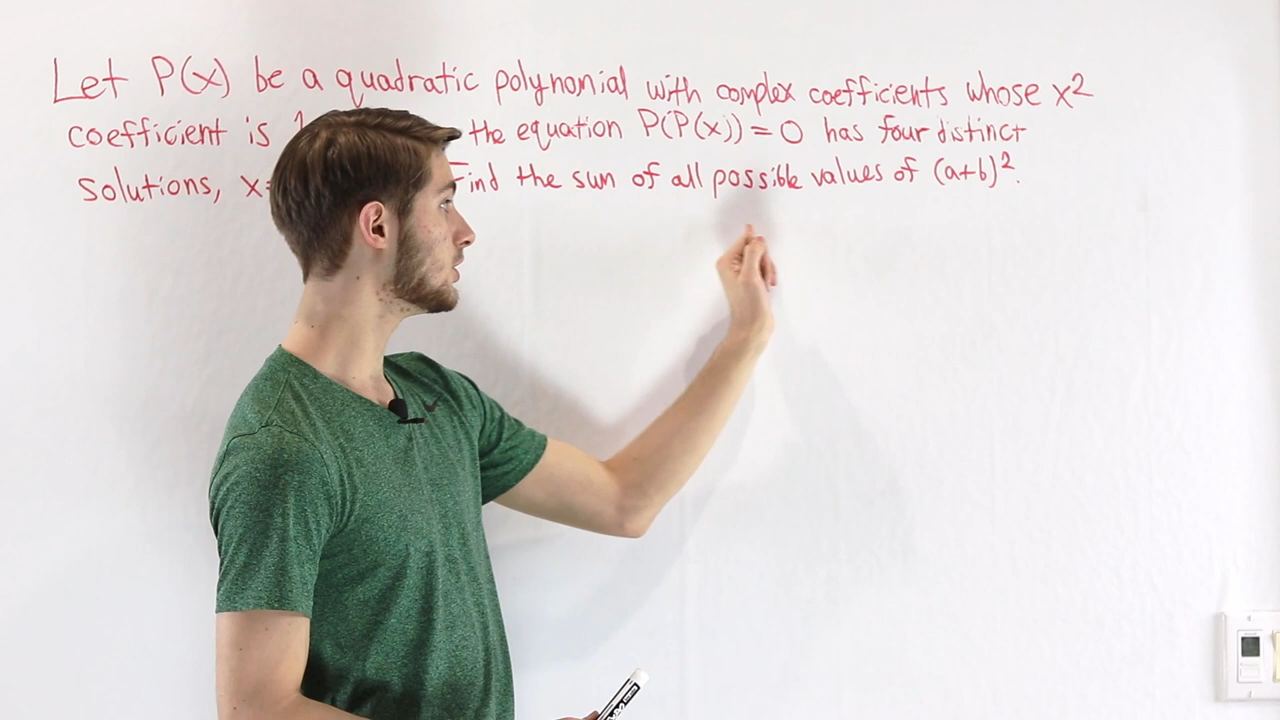 Let P(x) be a quadratic polynomial with complex coefficients whose x²
coefficient is 1 the equation P(P(x)) = 0 has four distinct
solutions, x= Find the sum of all possible values of (a+b)².